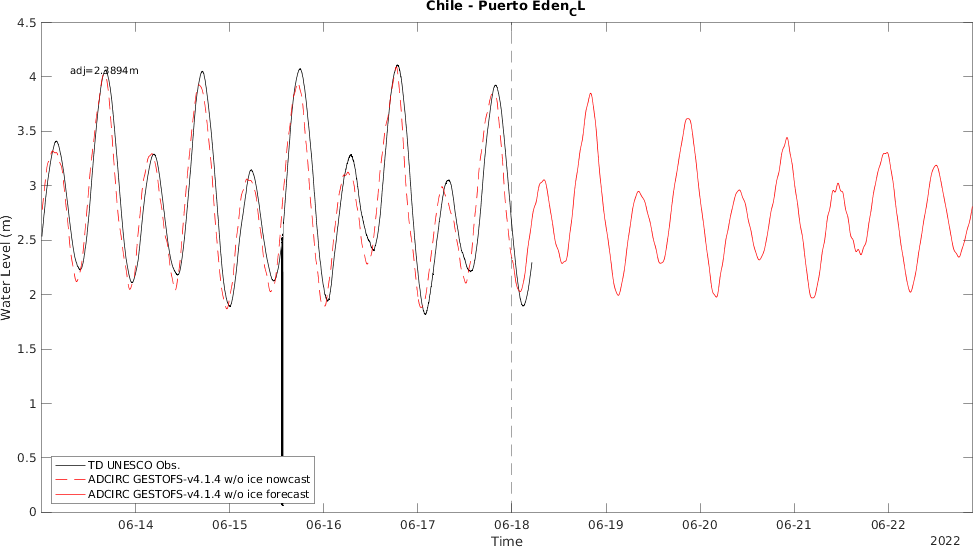 Chile - Puerto Eden_CL
4.5
4
3.5
3
2.5
2
1.5
1
0.5
0
Water Level (m)
adj=2.3894m
TD UNESCO Obs.
ADCIRC GESTOFS-v4.1.4 w/o ice nowcast
ADCIRC GESTOFS-v4.1.4 w/o ice forecast
06-14
06-15
06-16
06-17
06-18
06-19
06-20
06-21
06-22
Time
2022